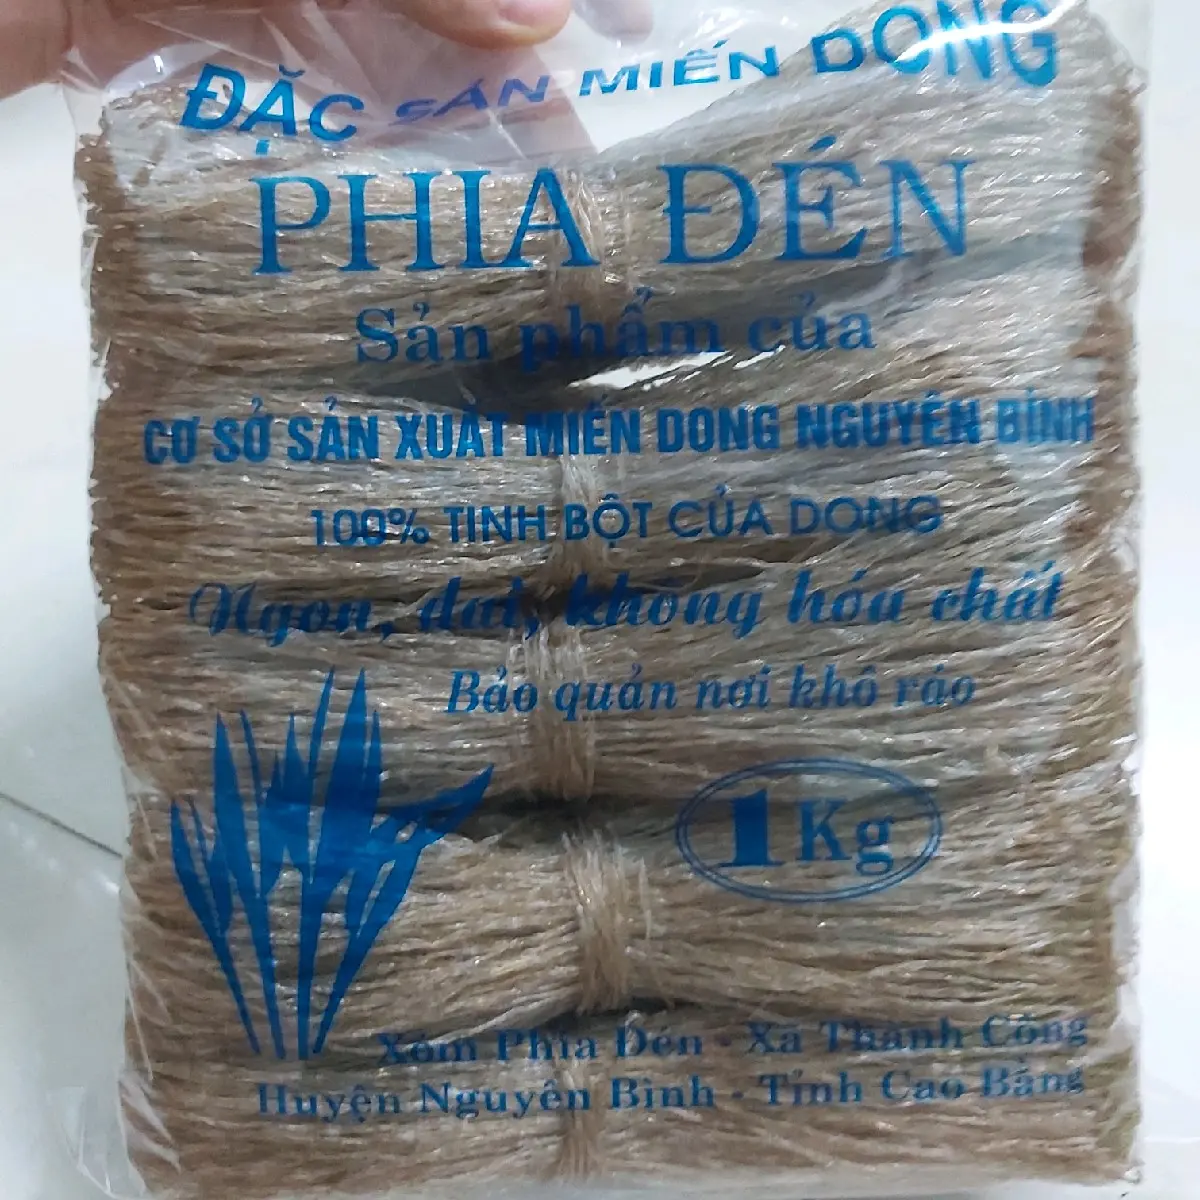 ĐẶC SẢN MIẾN DONG
PHIA ĐÉN
Sản phẩm của
CƠ SỞ SẢN XUẤT MIẾN DONG NGUYÊN BÌNH
100% TINH BỘT CỦA DONG
Ngon, dai, không hóa chất
Bảo quản nơi khô ráo
1Kg
Xóm Phia Đén - Xã Thành Công
Huyện Nguyên Bình - Tỉnh Cao Bằng